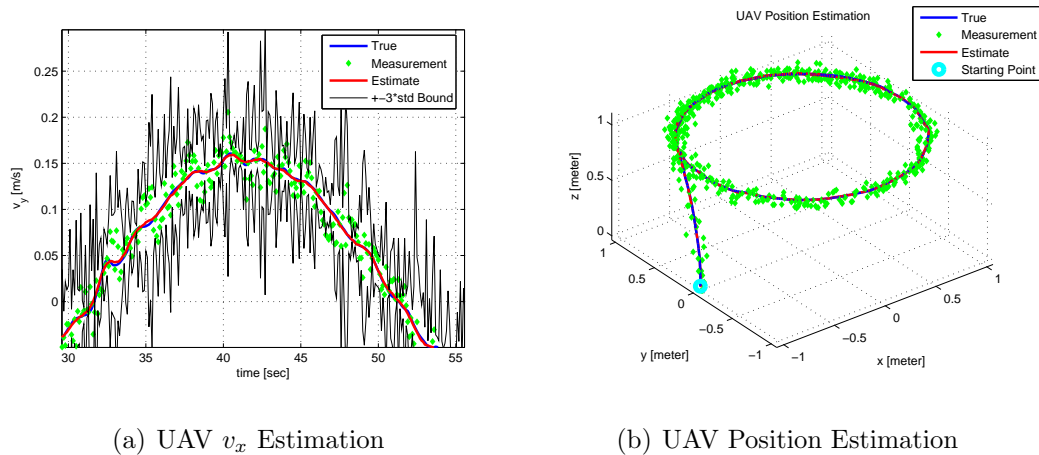 0.25
0.2
0.15
0.1
0.05
0
v_y [m/s]
30 35 40 45 50 55
time [sec]
True
Measurement
Estimate
+−3*std Bound
(a) UAV v_x Estimation
UAV Position Estimation
True
Measurement
Estimate
Starting Point
1
0.5
0
z [meter]
1
0.5
0
−0.5
−1
y [meter]
−1
−0.5
0
0.5
1
x [meter]
(b) UAV Position Estimation